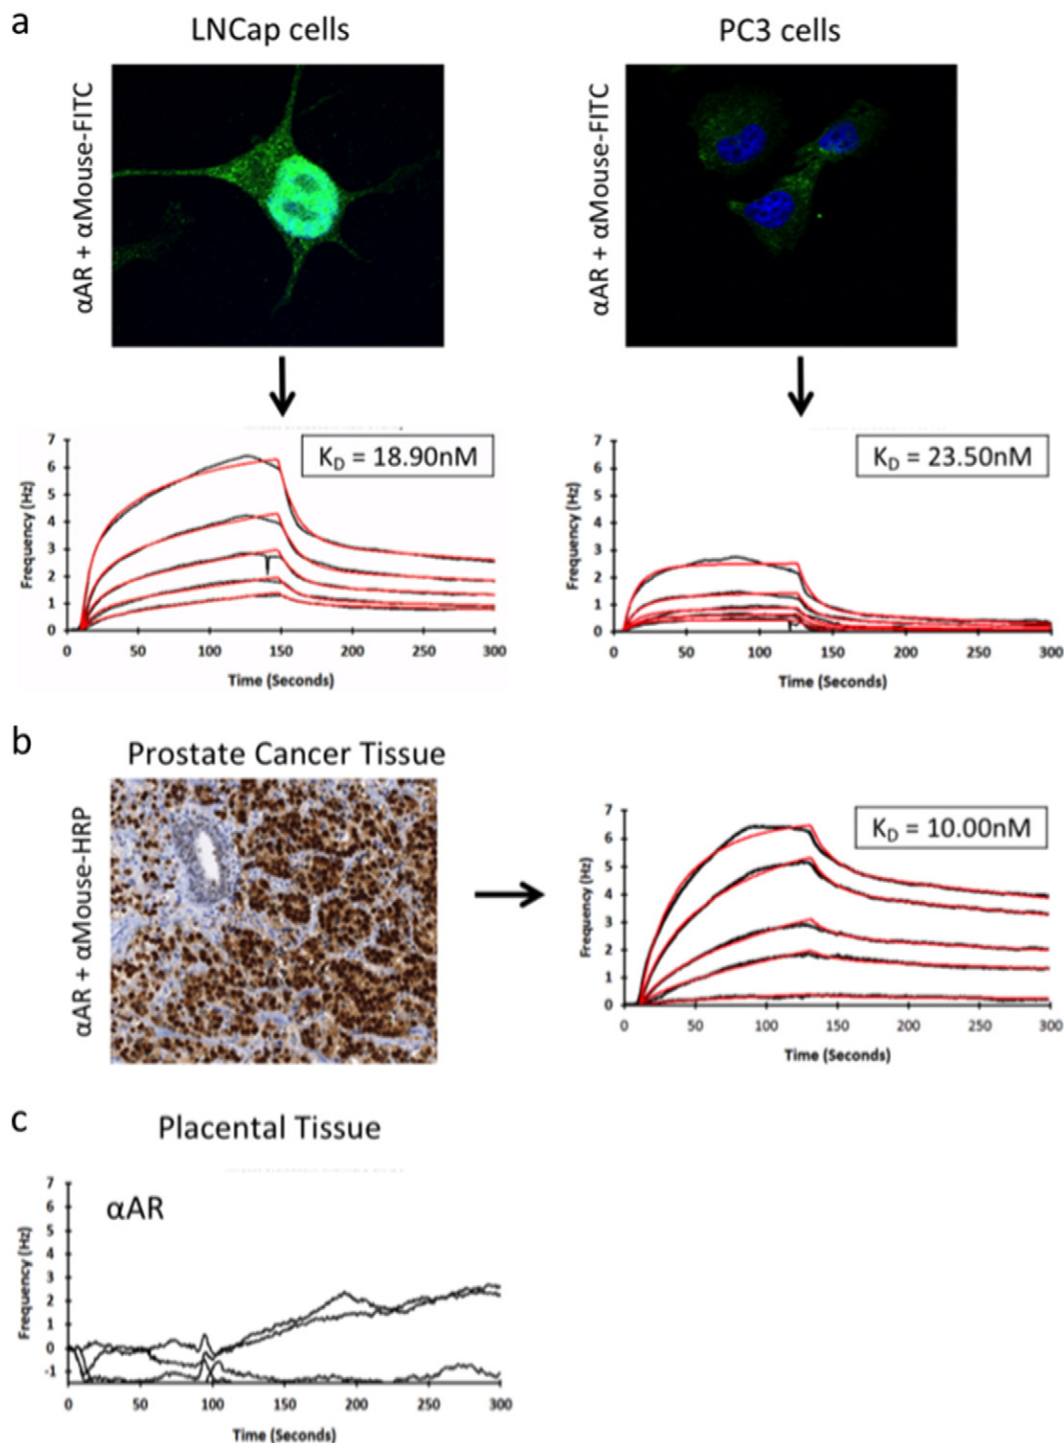 a
LNCap cells
PC3 cells
αAR + αMouse-FITC
αAR + αMouse-FITC
K_D = 18.90nM
7
6
5
4
3
2
1
0
Frequency (Hz)
0 50 100 150 200 250 300
Time (Seconds)
K_D = 23.50nM
7
6
5
4
3
2
1
0
Frequency (Hz)
0 50 100 150 200 250 300
Time (Seconds)
b
Prostate Cancer Tissue
αAR + αMouse-HRP
K_D = 10.00nM
7
6
5
4
3
2
1
0
Frequency (Hz)
0 50 100 150 200 250 300
Time (Seconds)
c
Placental Tissue
αAR
7
6
5
4
3
2
1
0
-1
Frequency (Hz)
0 50 100 150 200 250 300
Time (Seconds)